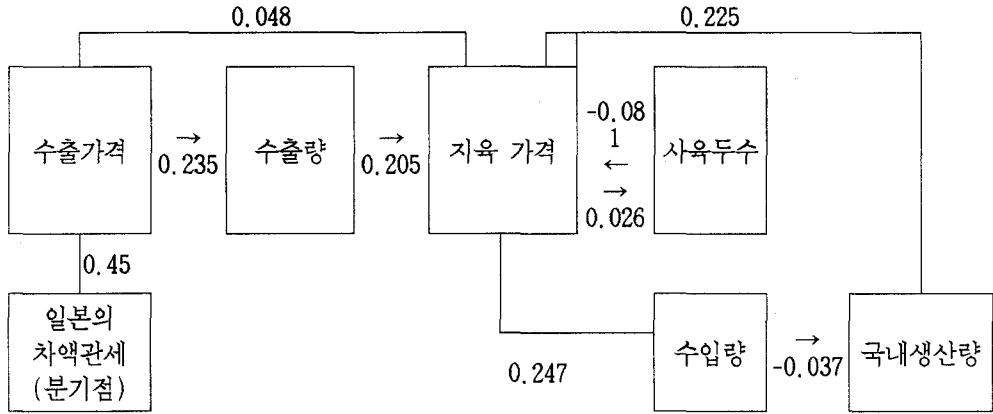 0.048
0.225
수출가격
→
0.235
수출량
→
0.205
지육 가격
-0.08
1
←
→
0.026
사육두수
0.45
일본의
차액관세
(분기점)
0.247
수입량
→
-0.037
국내생산량